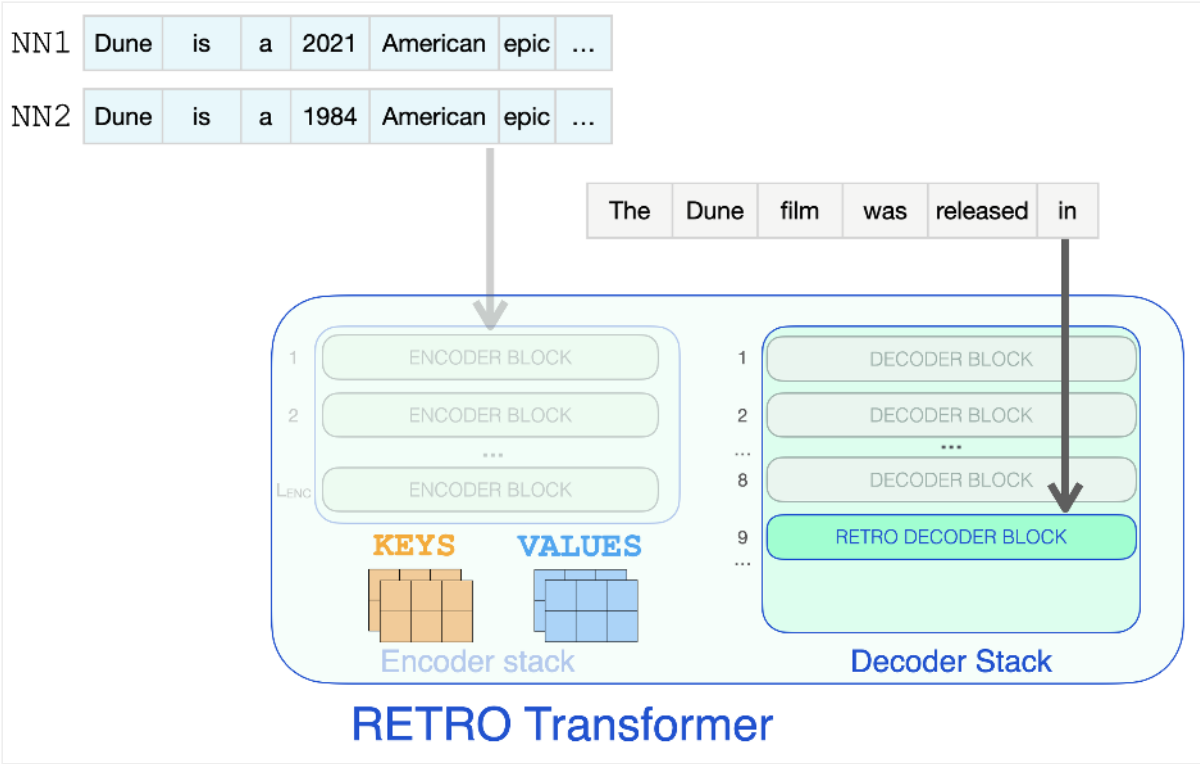 NN1 Dune is a 2021 American epic ...
NN2 Dune is a 1984 American epic ...
The Dune film was released in
1 ENCODER BLOCK
2 ENCODER BLOCK
...
LENC ENCODER BLOCK
KEYS VALUES
Encoder stack
1 DECODER BLOCK
2 DECODER BLOCK
... ...
8 DECODER BLOCK
9 RETRO DECODER BLOCK
...
Decoder Stack
RETRO Transformer